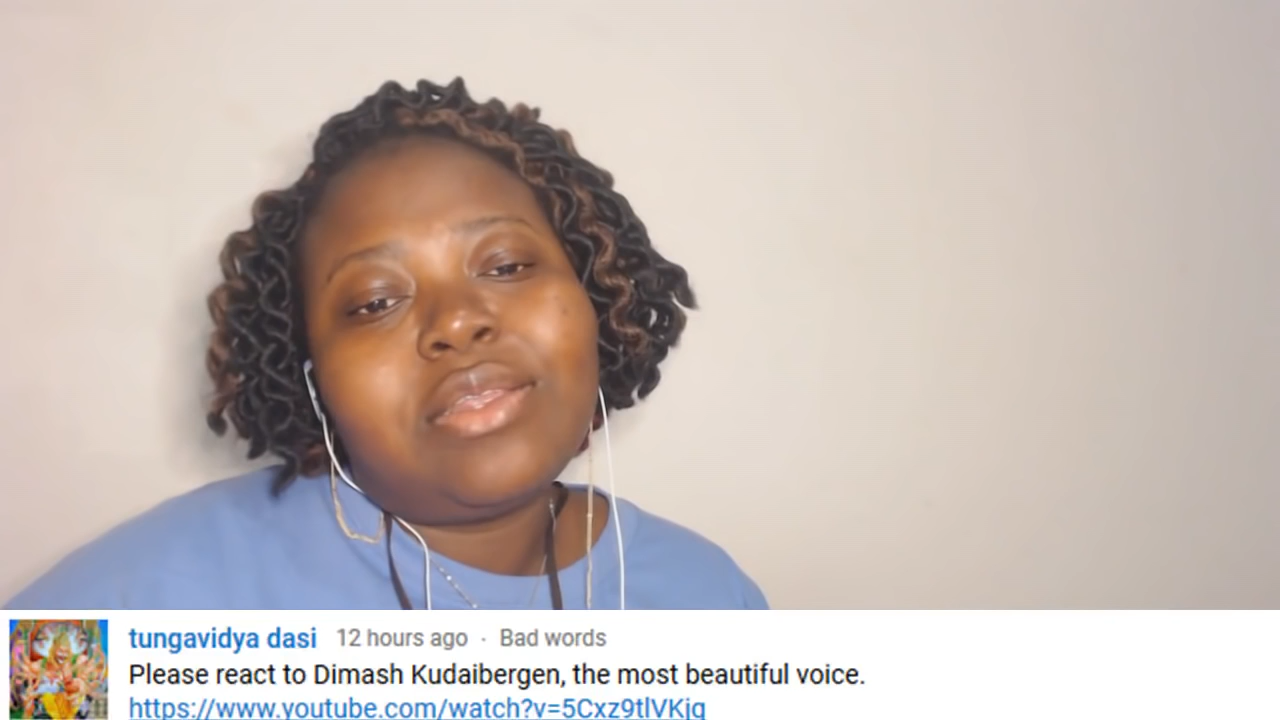 tungavidya dasi 12 hours ago · Bad words
Please react to Dimash Kudaibergen, the most beautiful voice.
https://www.youtube.com/watch?v=5Cxz9tlVKjg